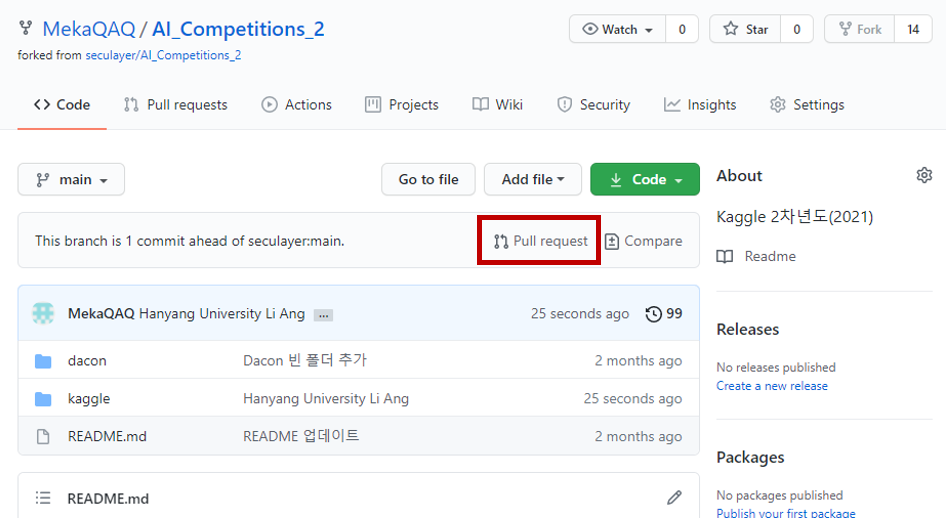 MekaQAQ / AI_Competitions_2
Watch 0
Star 0
Fork 14
forked from seculayer/AI_Competitions_2
Code
Pull requests
Actions
Projects
Wiki
Security
Insights
Settings
main
Go to file
Add file
Code
This branch is 1 commit ahead of seculayer:main.
Pull request
Compare
MekaQAQ Hanyang University Li Ang ... 25 seconds ago 99
dacon Dacon 빈 폴더 추가 2 months ago
kaggle Hanyang University Li Ang 25 seconds ago
README.md README 업데이트 2 months ago
README.md
About
Kaggle 2차년도(2021)
Readme
Releases
No releases published
Create a new release
Packages
No packages published
Publish your first package